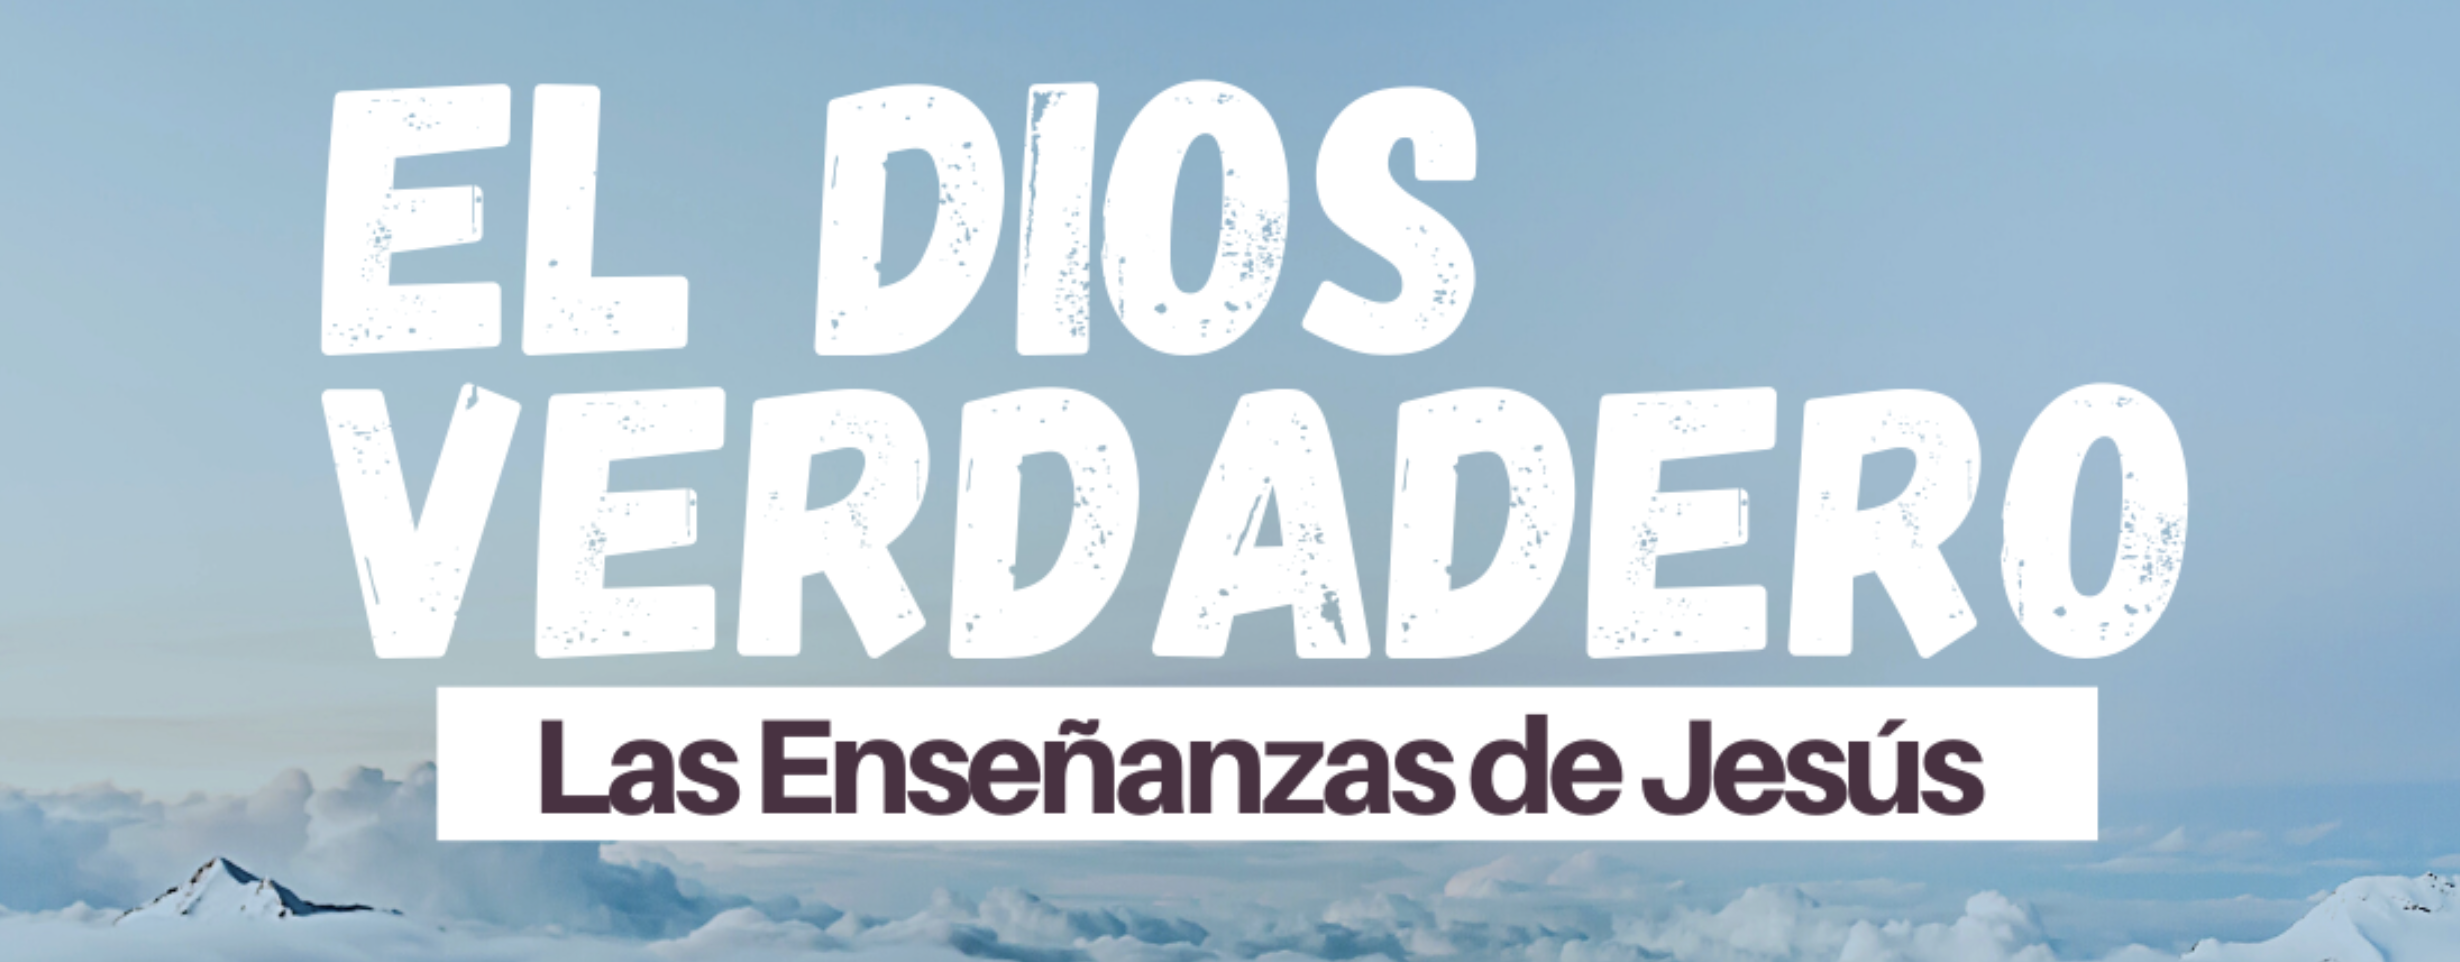 EL DIOS
VERDADERO
Las Enseñanzas de Jesús